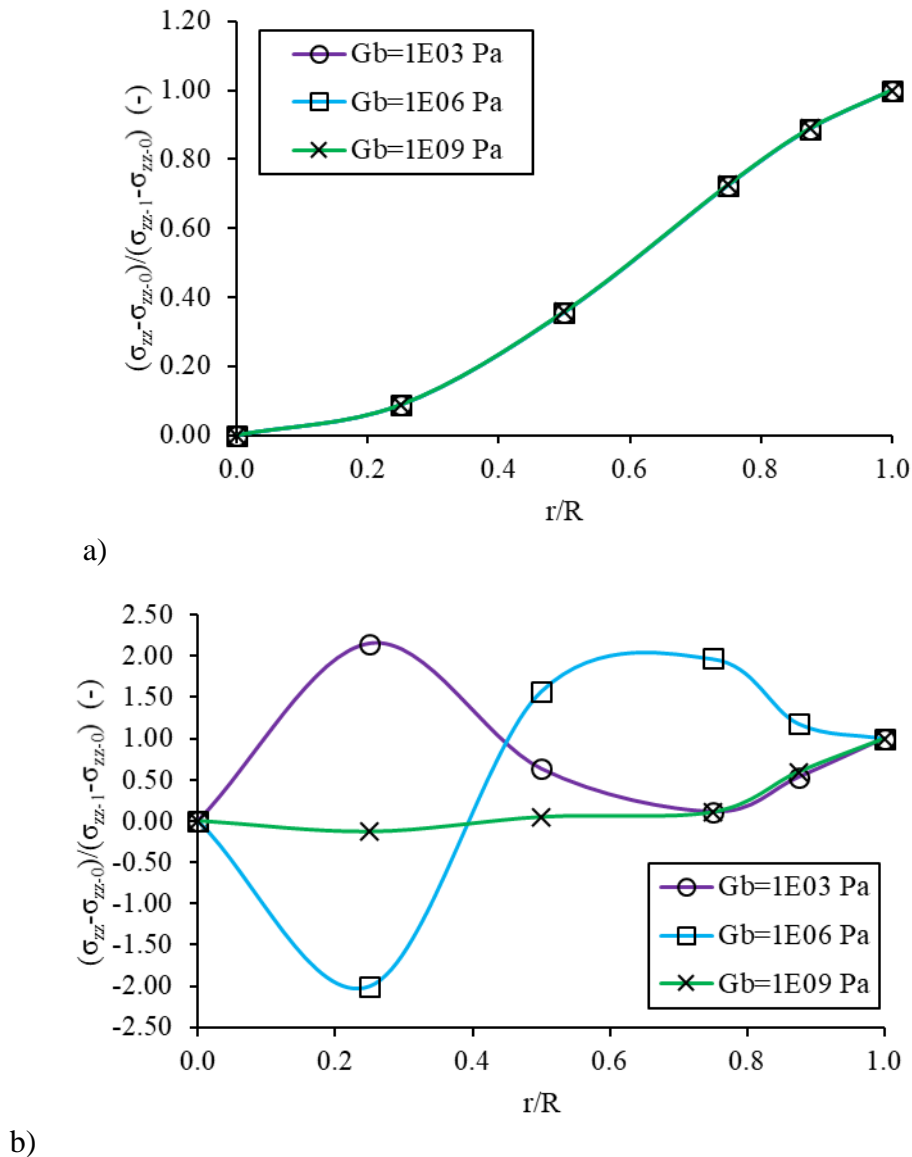 1.20
1.00
0.80
0.60
0.40
0.20
0.00
(σzz-σzz-0)/(σzz-1-σzz-0) (-)
Gb=1E03 Pa
Gb=1E06 Pa
Gb=1E09 Pa
0.0 0.2 0.4 0.6 0.8 1.0
r/R
a)
2.50
2.00
1.50
1.00
0.50
0.00
-0.50
-1.00
-1.50
-2.00
-2.50
(σzz-σzz-0)/(σzz-1-σzz-0) (-)
Gb=1E03 Pa
Gb=1E06 Pa
Gb=1E09 Pa
0.0 0.2 0.4 0.6 0.8 1.0
r/R
b)